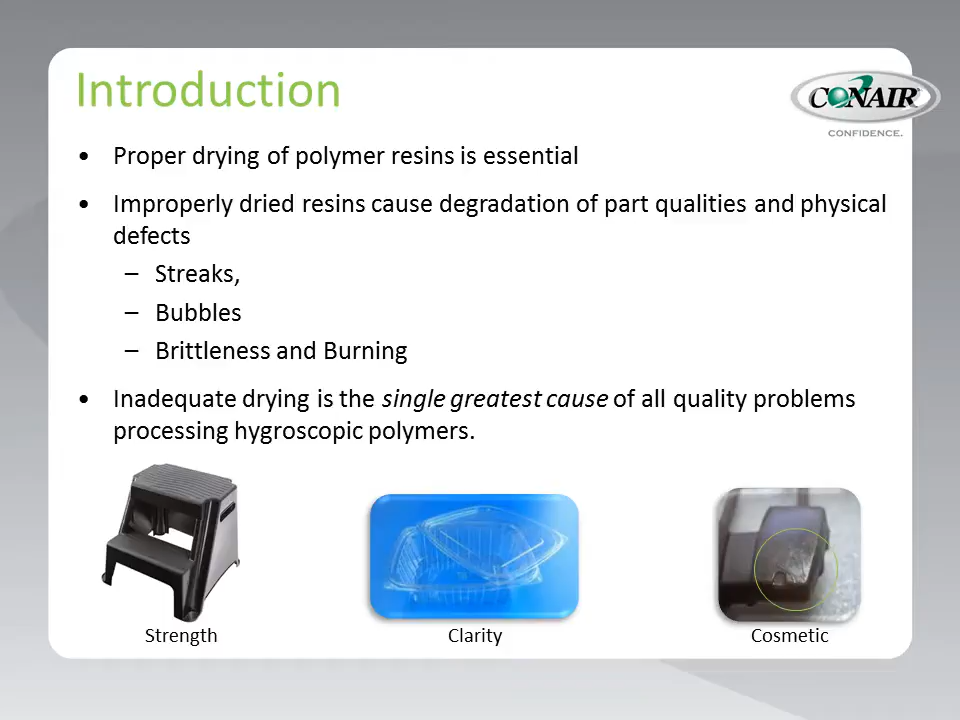 Introduction
CONAIR
CONFIDENCE.
• Proper drying of polymer resins is essential
• Improperly dried resins cause degradation of part qualities and physical
defects
– Streaks,
– Bubbles
– Brittleness and Burning
• Inadequate drying is the single greatest cause of all quality problems
processing hygroscopic polymers.
Strength
Clarity
Cosmetic